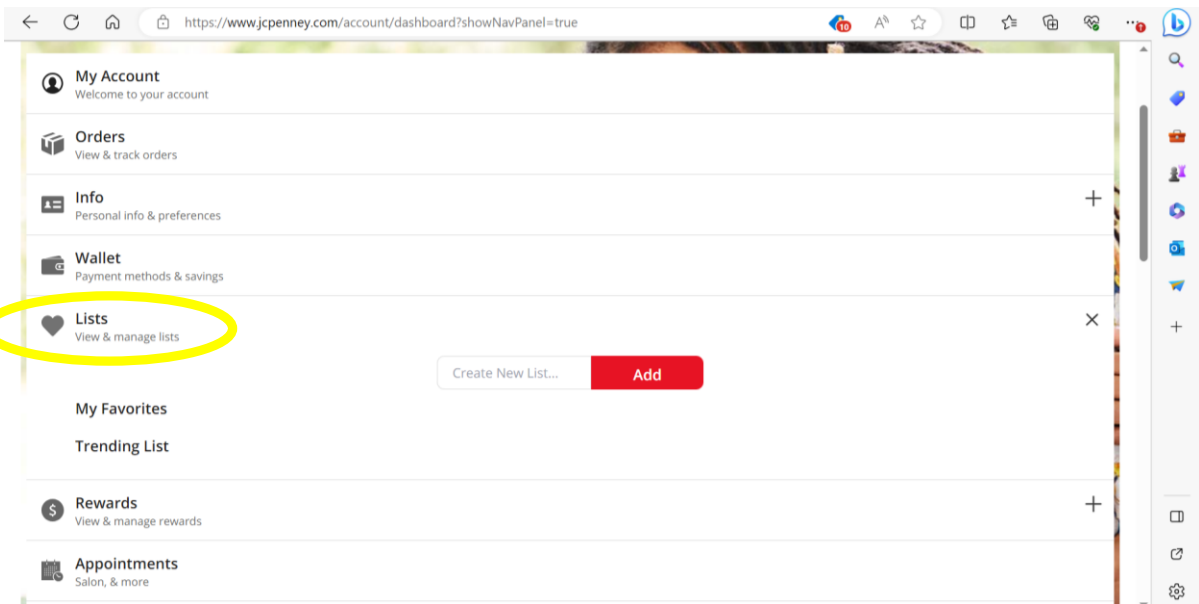 https://www.jcpenney.com/account/dashboard?showNavPanel=true
10
My Account
Welcome to your account
Orders
View & track orders
Info
Personal info & preferences
Wallet
Payment methods & savings
Lists
View & manage lists
Create New List...
Add
My Favorites
Trending List
Rewards
View & manage rewards
Appointments
Salon, & more